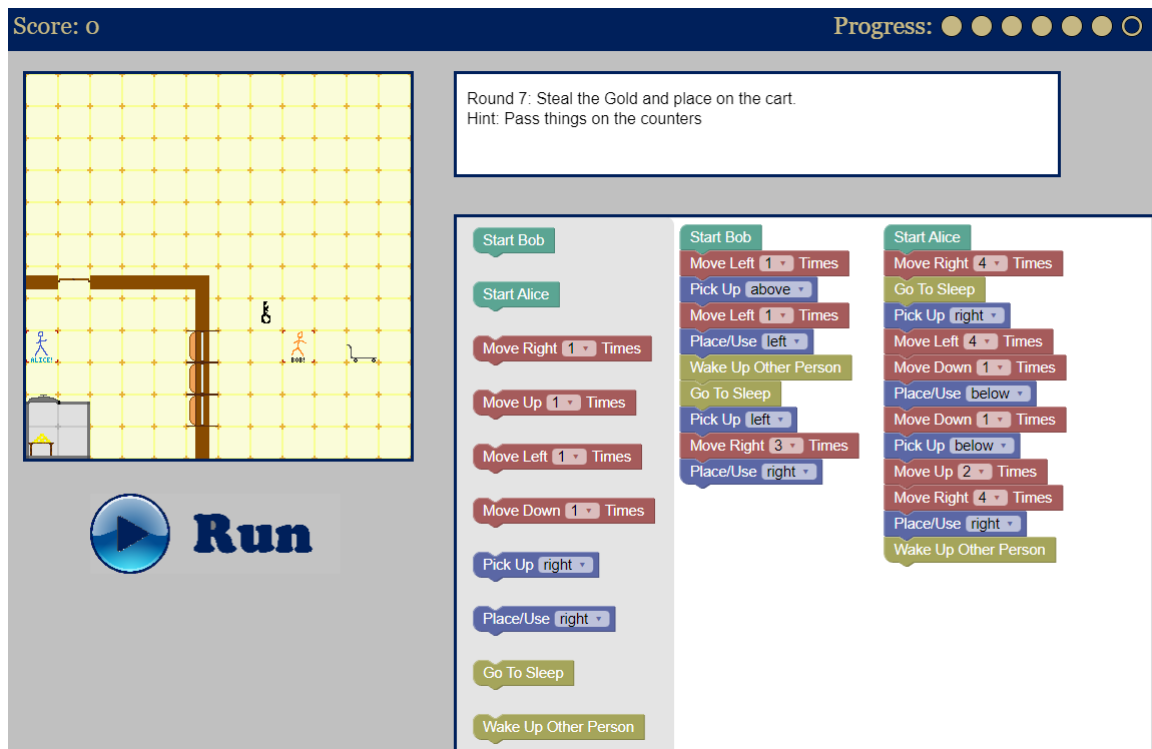 Score: 0
Progress:
Round 7: Steal the Gold and place on the cart.
Hint: Pass things on the counters
ALICE!
BOB!
Run
Start Bob
Start Alice
Move Right 1 Times
Move Up 1 Times
Move Left 1 Times
Move Down 1 Times
Pick Up right
Place/Use right
Go To Sleep
Wake Up Other Person
Start Bob
Move Left 1 Times
Pick Up above
Move Left 1 Times
Place/Use left
Wake Up Other Person
Go To Sleep
Pick Up left
Move Right 3 Times
Place/Use right
Start Alice
Move Right 4 Times
Go To Sleep
Pick Up right
Move Left 4 Times
Move Down 1 Times
Place/Use below
Move Down 1 Times
Pick Up below
Move Up 2 Times
Move Right 4 Times
Place/Use right
Wake Up Other Person